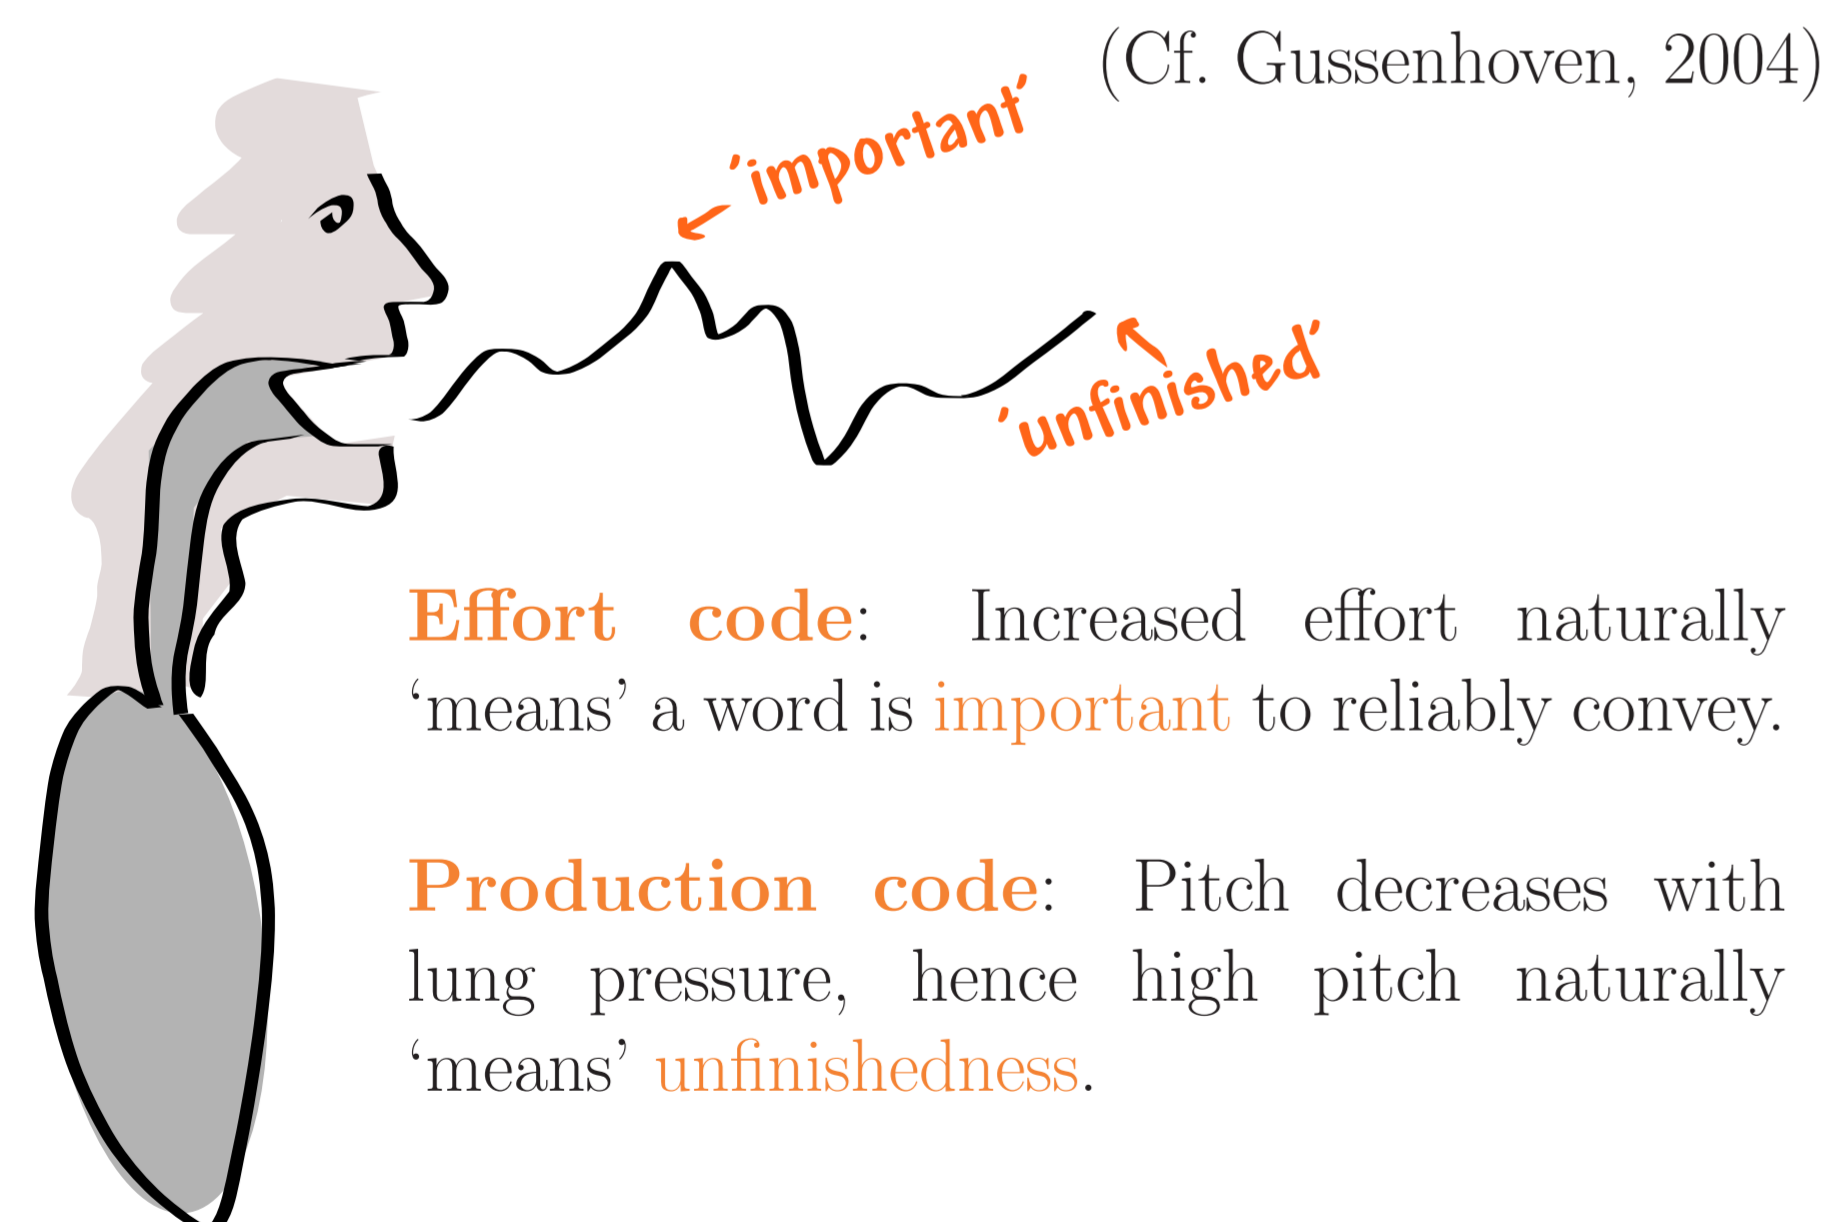 (Cf. Gussenhoven, 2004)
'important'
'unfinished'
Effort code: Increased effort naturally
‘means’ a word is important to reliably convey.
Production code: Pitch decreases with
lung pressure, hence high pitch naturally
‘means’ unfinishedness.